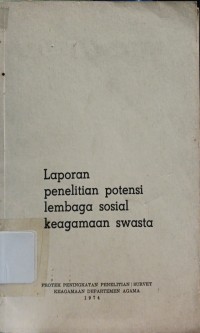 Laporan
penelitian potensi
lembaga sosial
keagamaan swasta
PROYEK PENINGKATAN PENELITIAN / SURVEY
KEAGAMAAN DEPARTEMEN AGAMA
1974